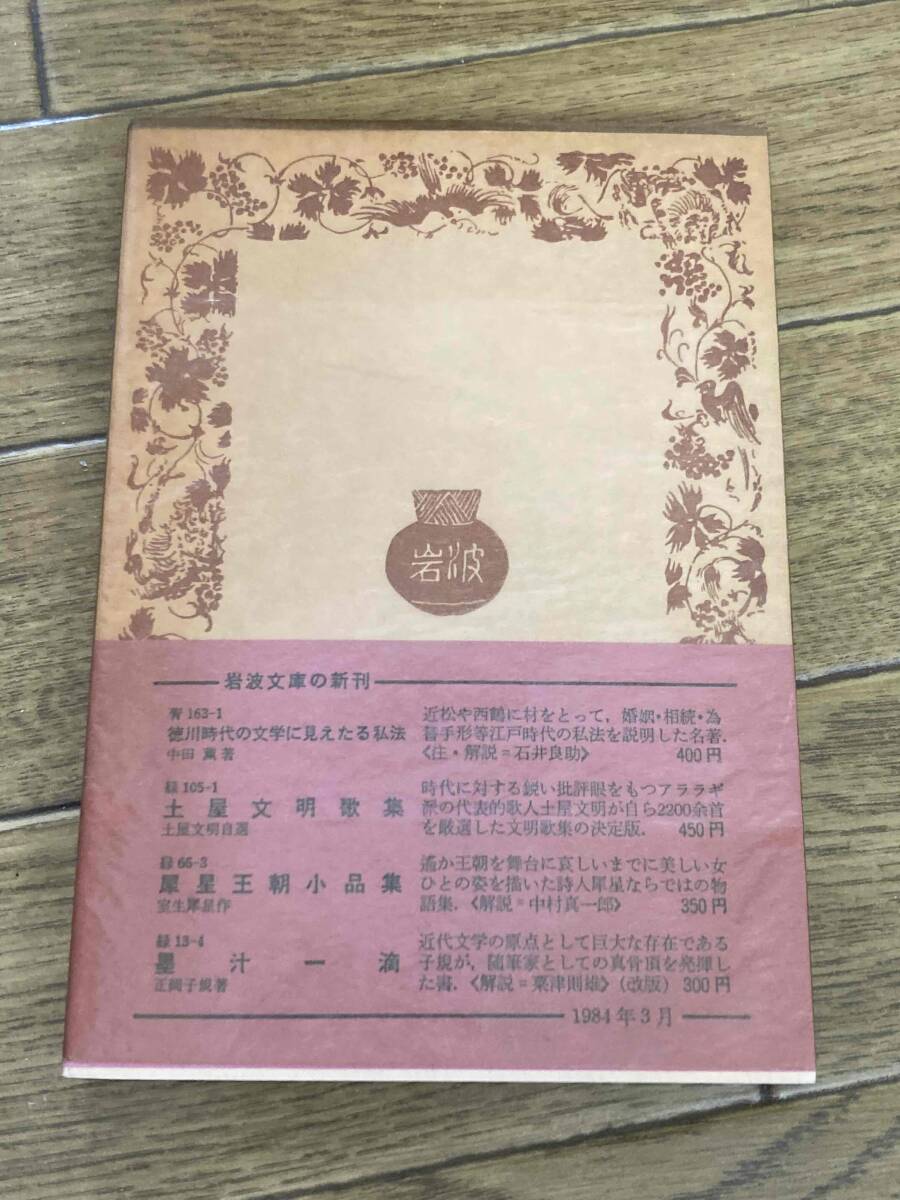 岩波
岩波文庫の新刊
青163-1
徳川時代の文学に見えたる私法
中田 薫著
近松や西鶴に材をとって，婚姻・相続・為
替手形等江戸時代の私法を説明した名著．
〈注・解説＝石井良助〉 400円
緑105-1
土屋文明歌集
土屋文明自選
時代に対する鋭い批評眼をもつアララギ
派の代表的歌人土屋文明が自ら2200余首
を厳選した文明歌集の決定版． 450円
緑66-3
犀星王朝小品集
室生犀星作
遙か王朝を舞台に哀しいまでに美しい女
ひとの姿を描いた詩人犀星ならではの物
語集．〈解説＝中村真一郎〉 350円
緑13-4
墨汁一滴
正岡子規著
近代文学の原点として巨大な存在である
子規が，随筆家としての真骨頂を発揮し
た書．〈解説＝粟津則雄〉（改版） 300円
1984年3月